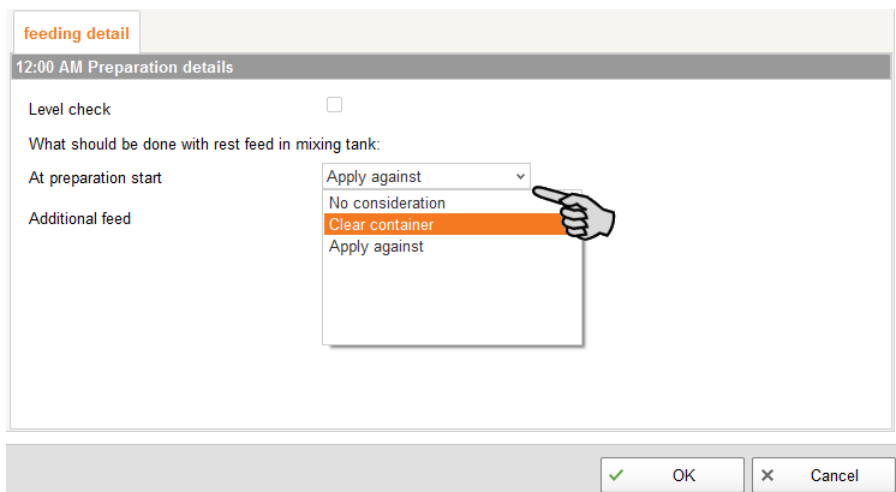 feeding detail
12:00 AM Preparation details
Level check
What should be done with rest feed in mixing tank:
At preparation start Apply against
No consideration
Additional feed Clear container
Apply against
OK Cancel